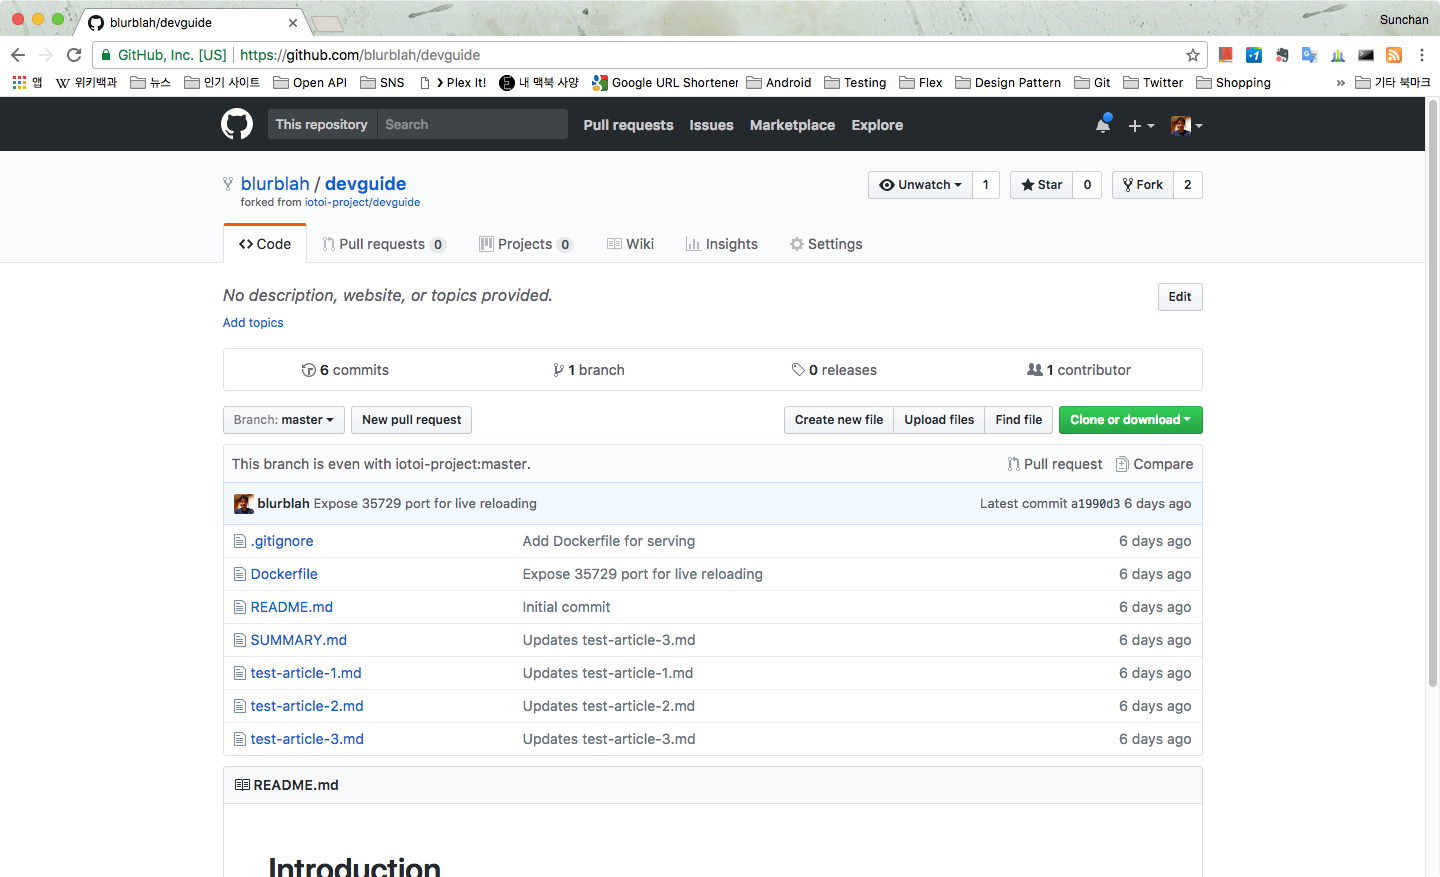 blurblah/devguide
Sunchan
GitHub, Inc. [US] https://github.com/blurblah/devguide
앱 위키백과 뉴스 인기 사이트 Open API SNS > Plex It! 내 맥북 사양 Google URL Shortener Android Testing Flex Design Pattern Git Twitter Shopping » 기타 북마크
This repository Search Pull requests Issues Marketplace Explore
blurblah / devguide
Unwatch 1 Star 0 Fork 2
forked from iotoi-project/devguide
Code Pull requests 0 Projects 0 Wiki Insights Settings
No description, website, or topics provided. Edit
Add topics
6 commits 1 branch 0 releases 1 contributor
Branch: master New pull request Create new file Upload files Find file Clone or download
This branch is even with iotoi-project:master. Pull request Compare
blurblah Expose 35729 port for live reloading Latest commit a1990d3 6 days ago
.gitignore Add Dockerfile for serving 6 days ago
Dockerfile Expose 35729 port for live reloading 6 days ago
README.md Initial commit 6 days ago
SUMMARY.md Updates test-article-3.md 6 days ago
test-article-1.md Updates test-article-1.md 6 days ago
test-article-2.md Updates test-article-2.md 6 days ago
test-article-3.md Updates test-article-3.md 6 days ago
README.md
Introduction